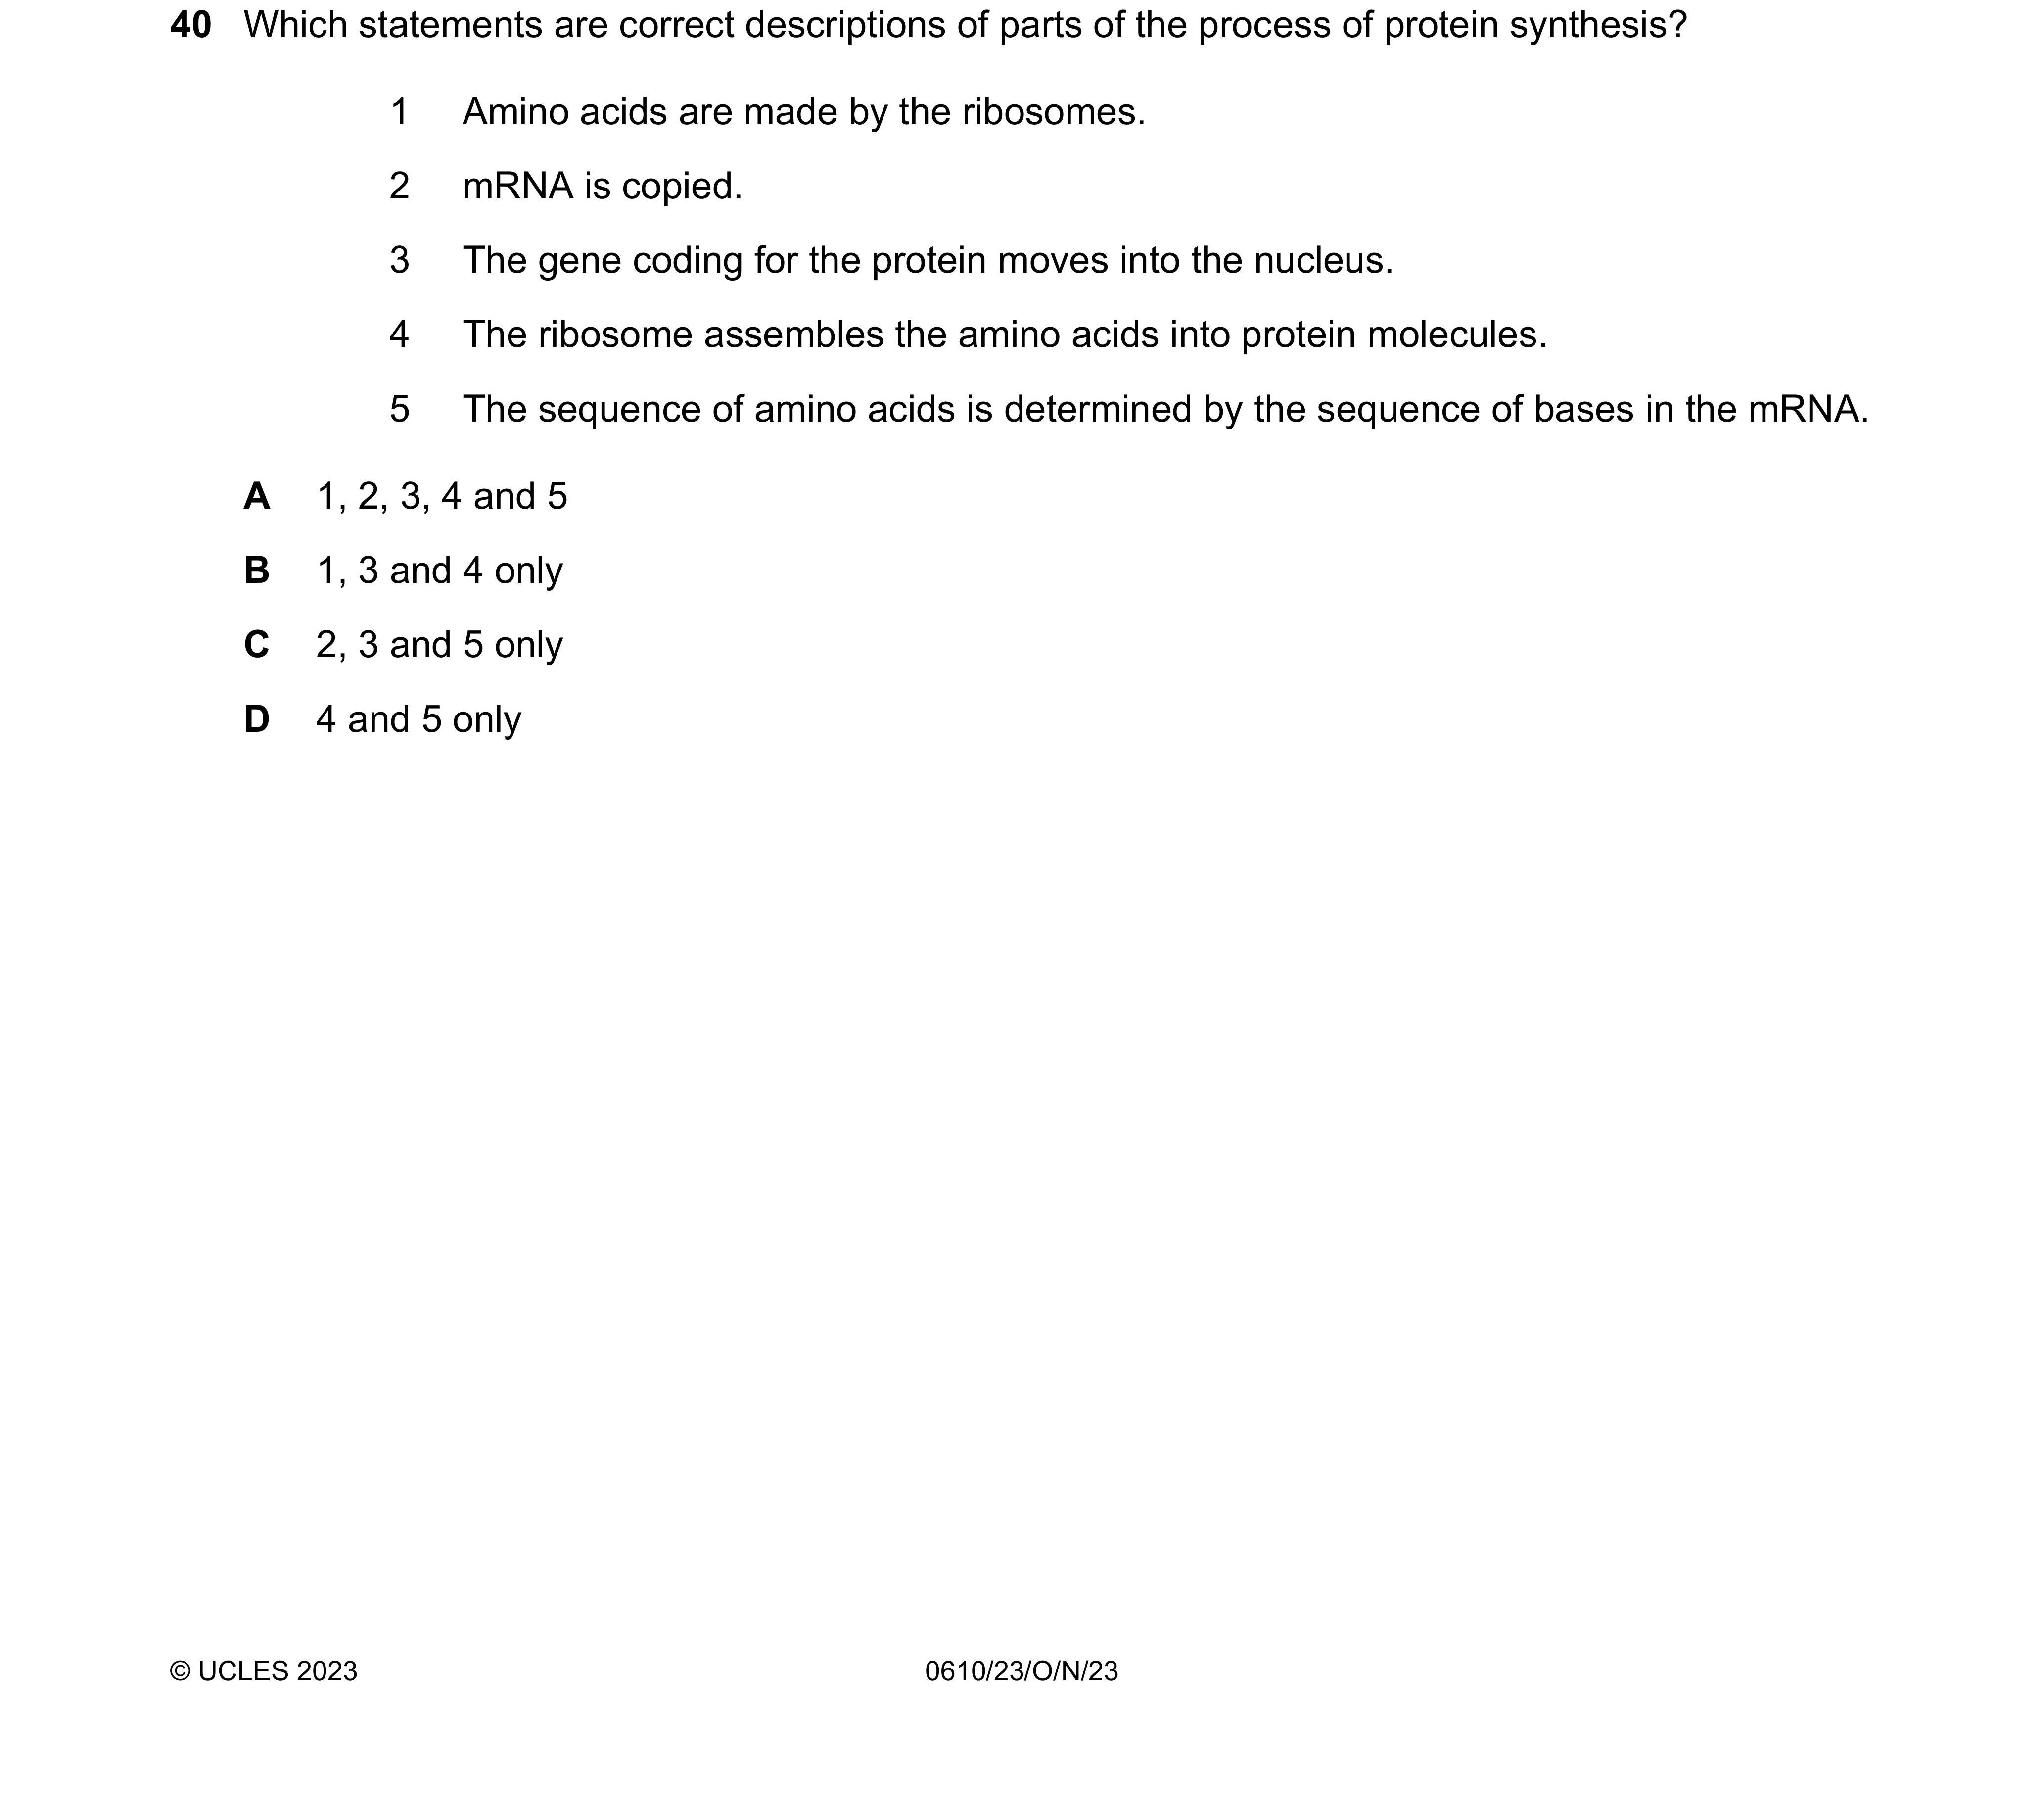 40 Which statements are correct descriptions of parts of the process of protein synthesis?
1 Amino acids are made by the ribosomes.
2 mRNA is copied.
3 The gene coding for the protein moves into the nucleus.
4 The ribosome assembles the amino acids into protein molecules.
5 The sequence of amino acids is determined by the sequence of bases in the mRNA.
A 1, 2, 3, 4 and 5
B 1, 3 and 4 only
C 2, 3 and 5 only
D 4 and 5 only
© UCLES 2023 0610/23/O/N/23